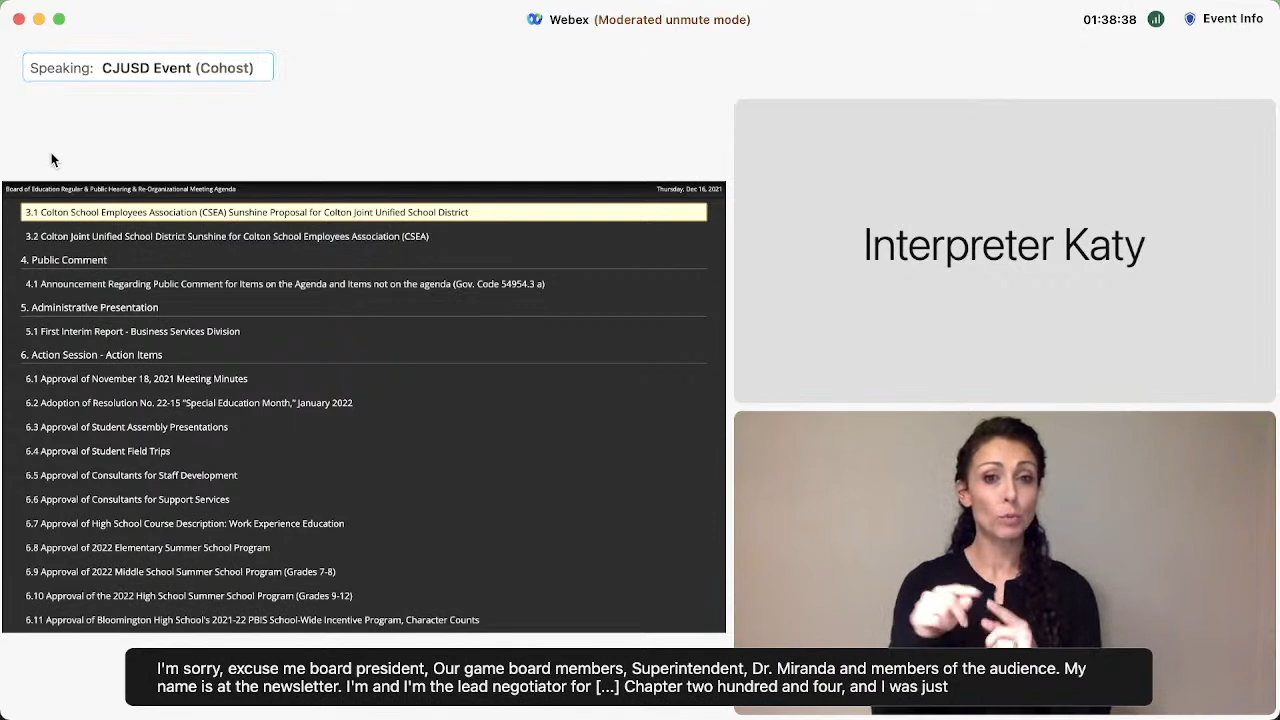 Webex (Moderated unmute mode)
01:38:38
Event Info
Speaking: CJUSD Event (Cohost)
Board of Education Regular & Public Hearing & Re-Organizational Meeting Agenda
Thursday, Dec 16, 2021
3.1 Colton School Employees Association (CSEA) Sunshine Proposal for Colton Joint Unified School District
3.2 Colton Joint Unified School District Sunshine for Colton School Employees Association (CSEA)
4. Public Comment
4.1 Announcement Regarding Public Comment for Items on the Agenda and Items not on the agenda (Gov. Code 54954.3 a)
5. Administrative Presentation
5.1 First Interim Report - Business Services Division
6. Action Session - Action Items
6.1 Approval of November 18, 2021 Meeting Minutes
6.2 Adoption of Resolution No. 22-15 "Special Education Month," January 2022
6.3 Approval of Student Assembly Presentations
6.4 Approval of Student Field Trips
6.5 Approval of Consultants for Staff Development
6.6 Approval of Consultants for Support Services
6.7 Approval of High School Course Description: Work Experience Education
6.8 Approval of 2022 Elementary Summer School Program
6.9 Approval of 2022 Middle School Summer School Program (Grades 7-8)
6.10 Approval of the 2022 High School Summer School Program (Grades 9-12)
6.11 Approval of Bloomington High School's 2021-22 PBIS School-Wide Incentive Program, Character Counts
Interpreter Katy
I'm sorry, excuse me board president, Our game board members, Superintendent, Dr. Miranda and members of the audience. My
name is at the newsletter. I'm and I'm the lead negotiator for [...] Chapter two hundred and four, and I was just